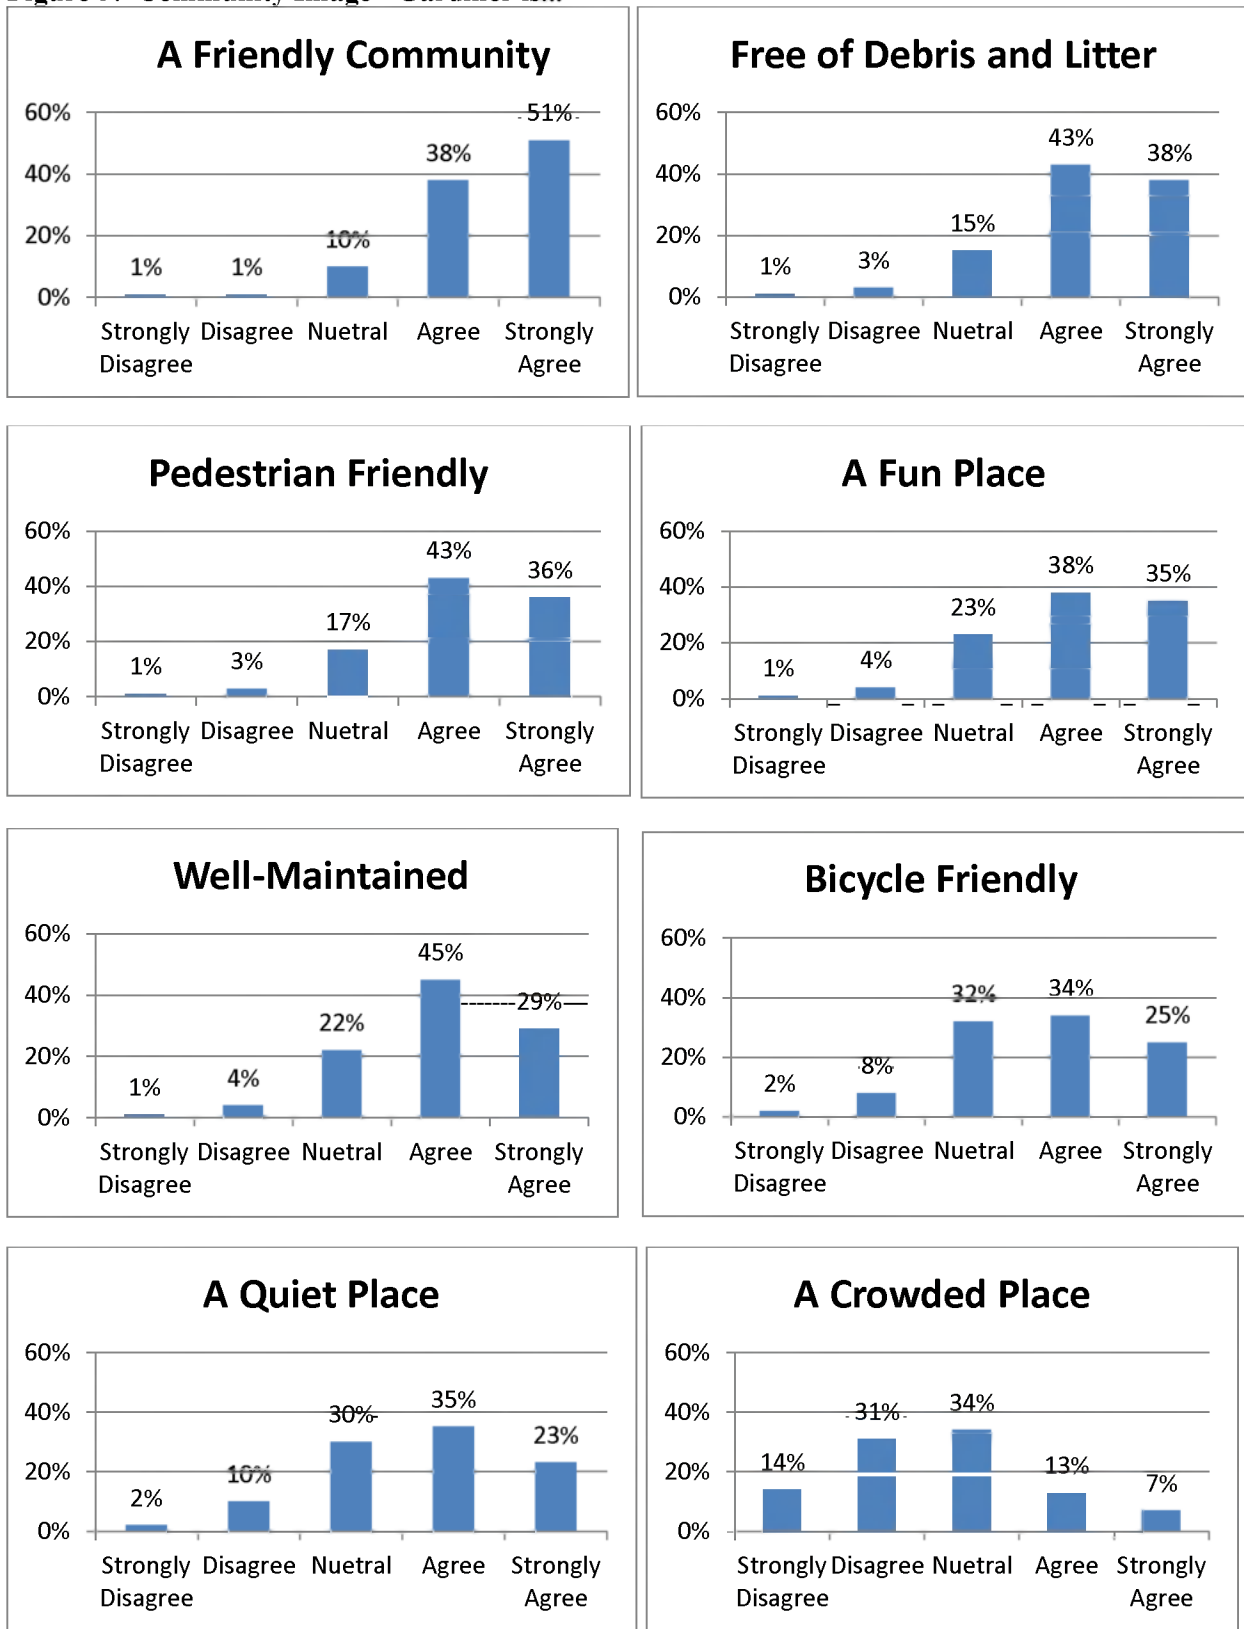 Figure Community Image Gardiner is...
A Friendly Community
60%
40%
20%
0%
1%
1%
10%
38%
51%
Strongly Disagree Nuetral Agree Strongly
Disagree Agree
Free of Debris and Litter
60%
40%
20%
0%
1%
3%
15%
43%
38%
Strongly Disagree Nuetral Agree Strongly
Disagree Agree
Pedestrian Friendly
60%
40%
20%
0%
1%
3%
17%
43%
36%
Strongly Disagree Nuetral Agree Strongly
Disagree Agree
A Fun Place
60%
40%
20%
0%
1%
4%
23%
38%
35%
Strongly Disagree Nuetral Agree Strongly
Disagree Agree
Well-Maintained
60%
40%
20%
0%
1%
4%
22%
45%
29%
Strongly Disagree Nuetral Agree Strongly
Disagree Agree
Bicycle Friendly
60%
40%
20%
0%
2%
8%
32%
34%
25%
Strongly Disagree Nuetral Agree Strongly
Disagree Agree
A Quiet Place
60%
40%
20%
0%
2%
10%
30%
35%
23%
Strongly Disagree Nuetral Agree Strongly
Disagree Agree
A Crowded Place
60%
40%
20%
0%
14%
31%
34%
13%
7%
Strongly Disagree Nuetral Agree Strongly
Disagree Agree